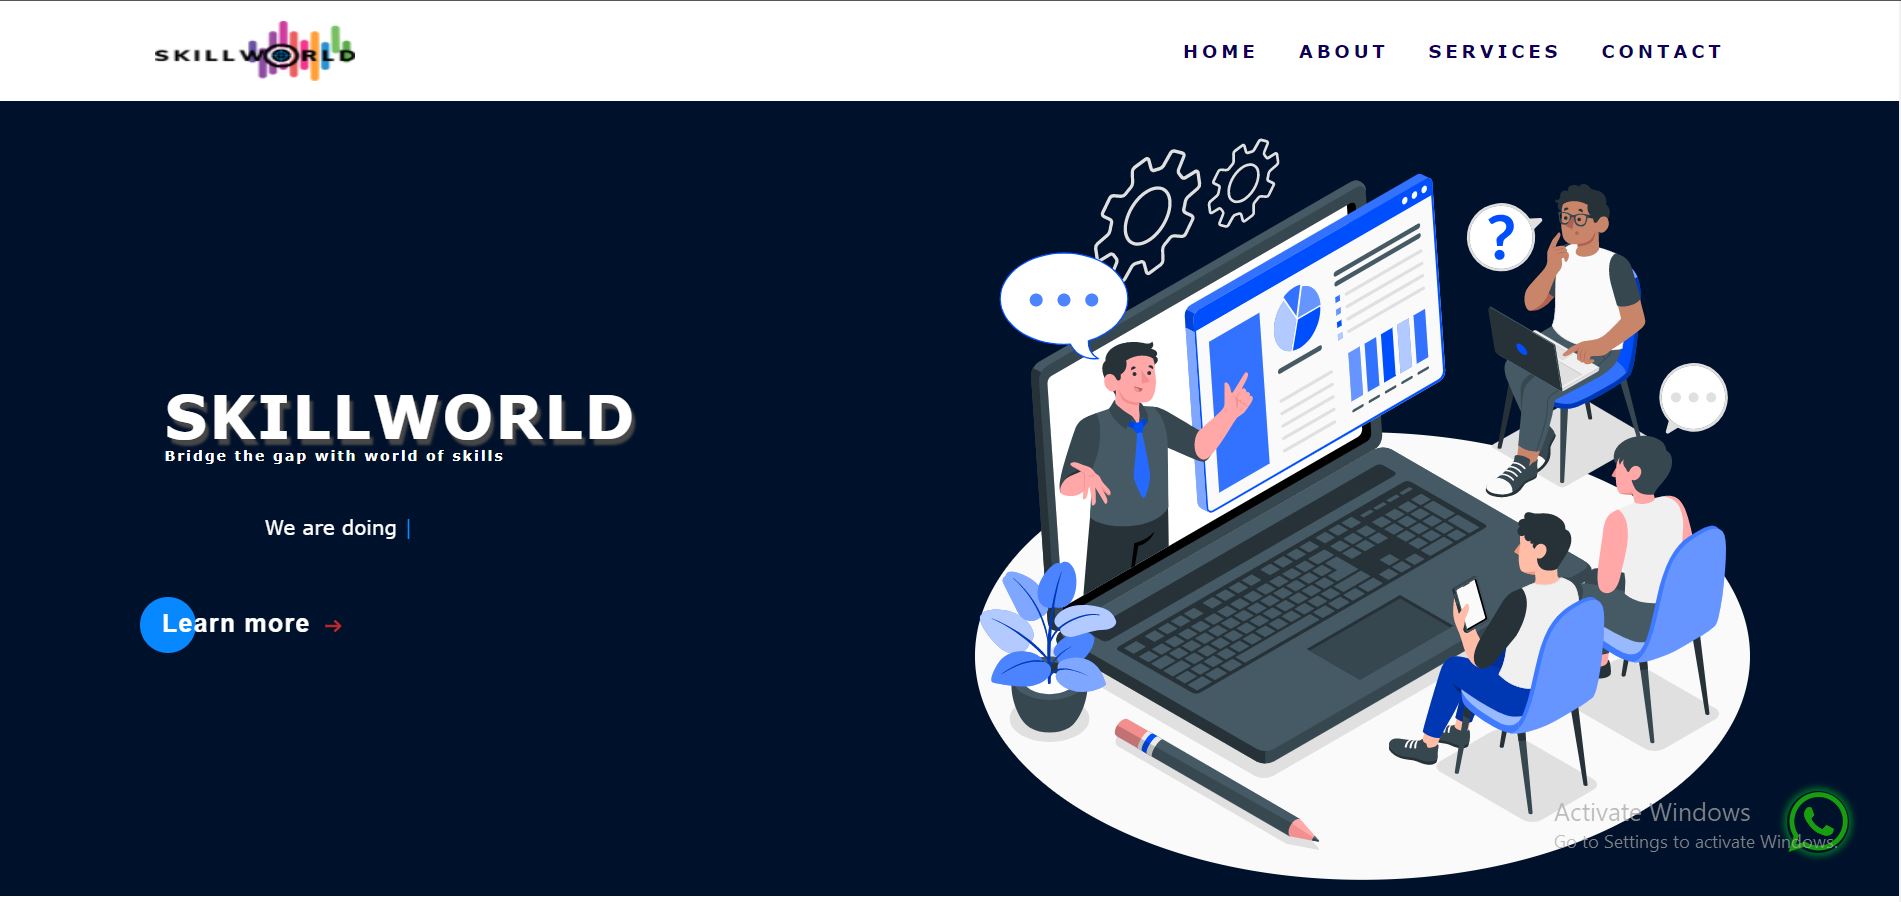 SKILLWORLD
HOME ABOUT SERVICES CONTACT
?
SKILLWORLD
Bridge the gap with world of skills
We are doing |
Learn more →
Activate Windows
Go to Settings to activate Windows.